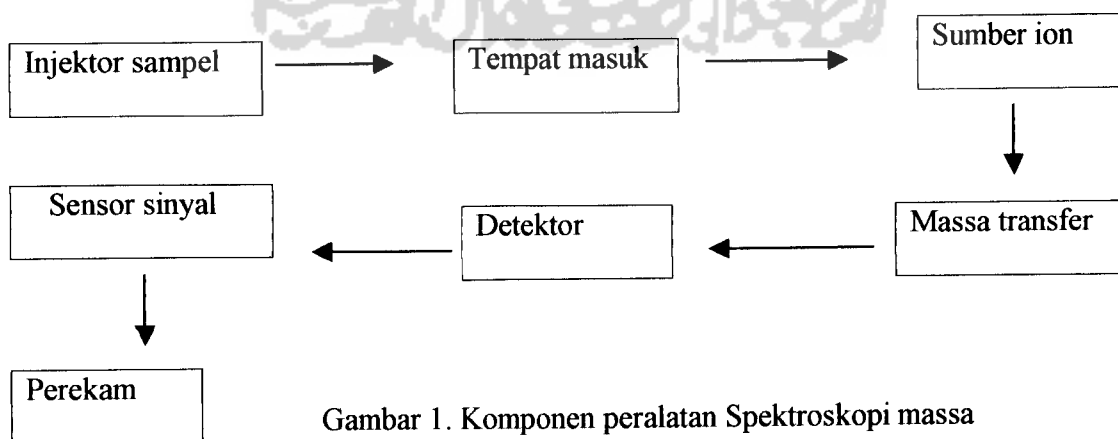 Injektor sampel
Tempat masuk
Sumber ion
Massa transfer
Detektor
Sensor sinyal
Perekam
Gambar 1. Komponen peralatan Spektroskopi massa